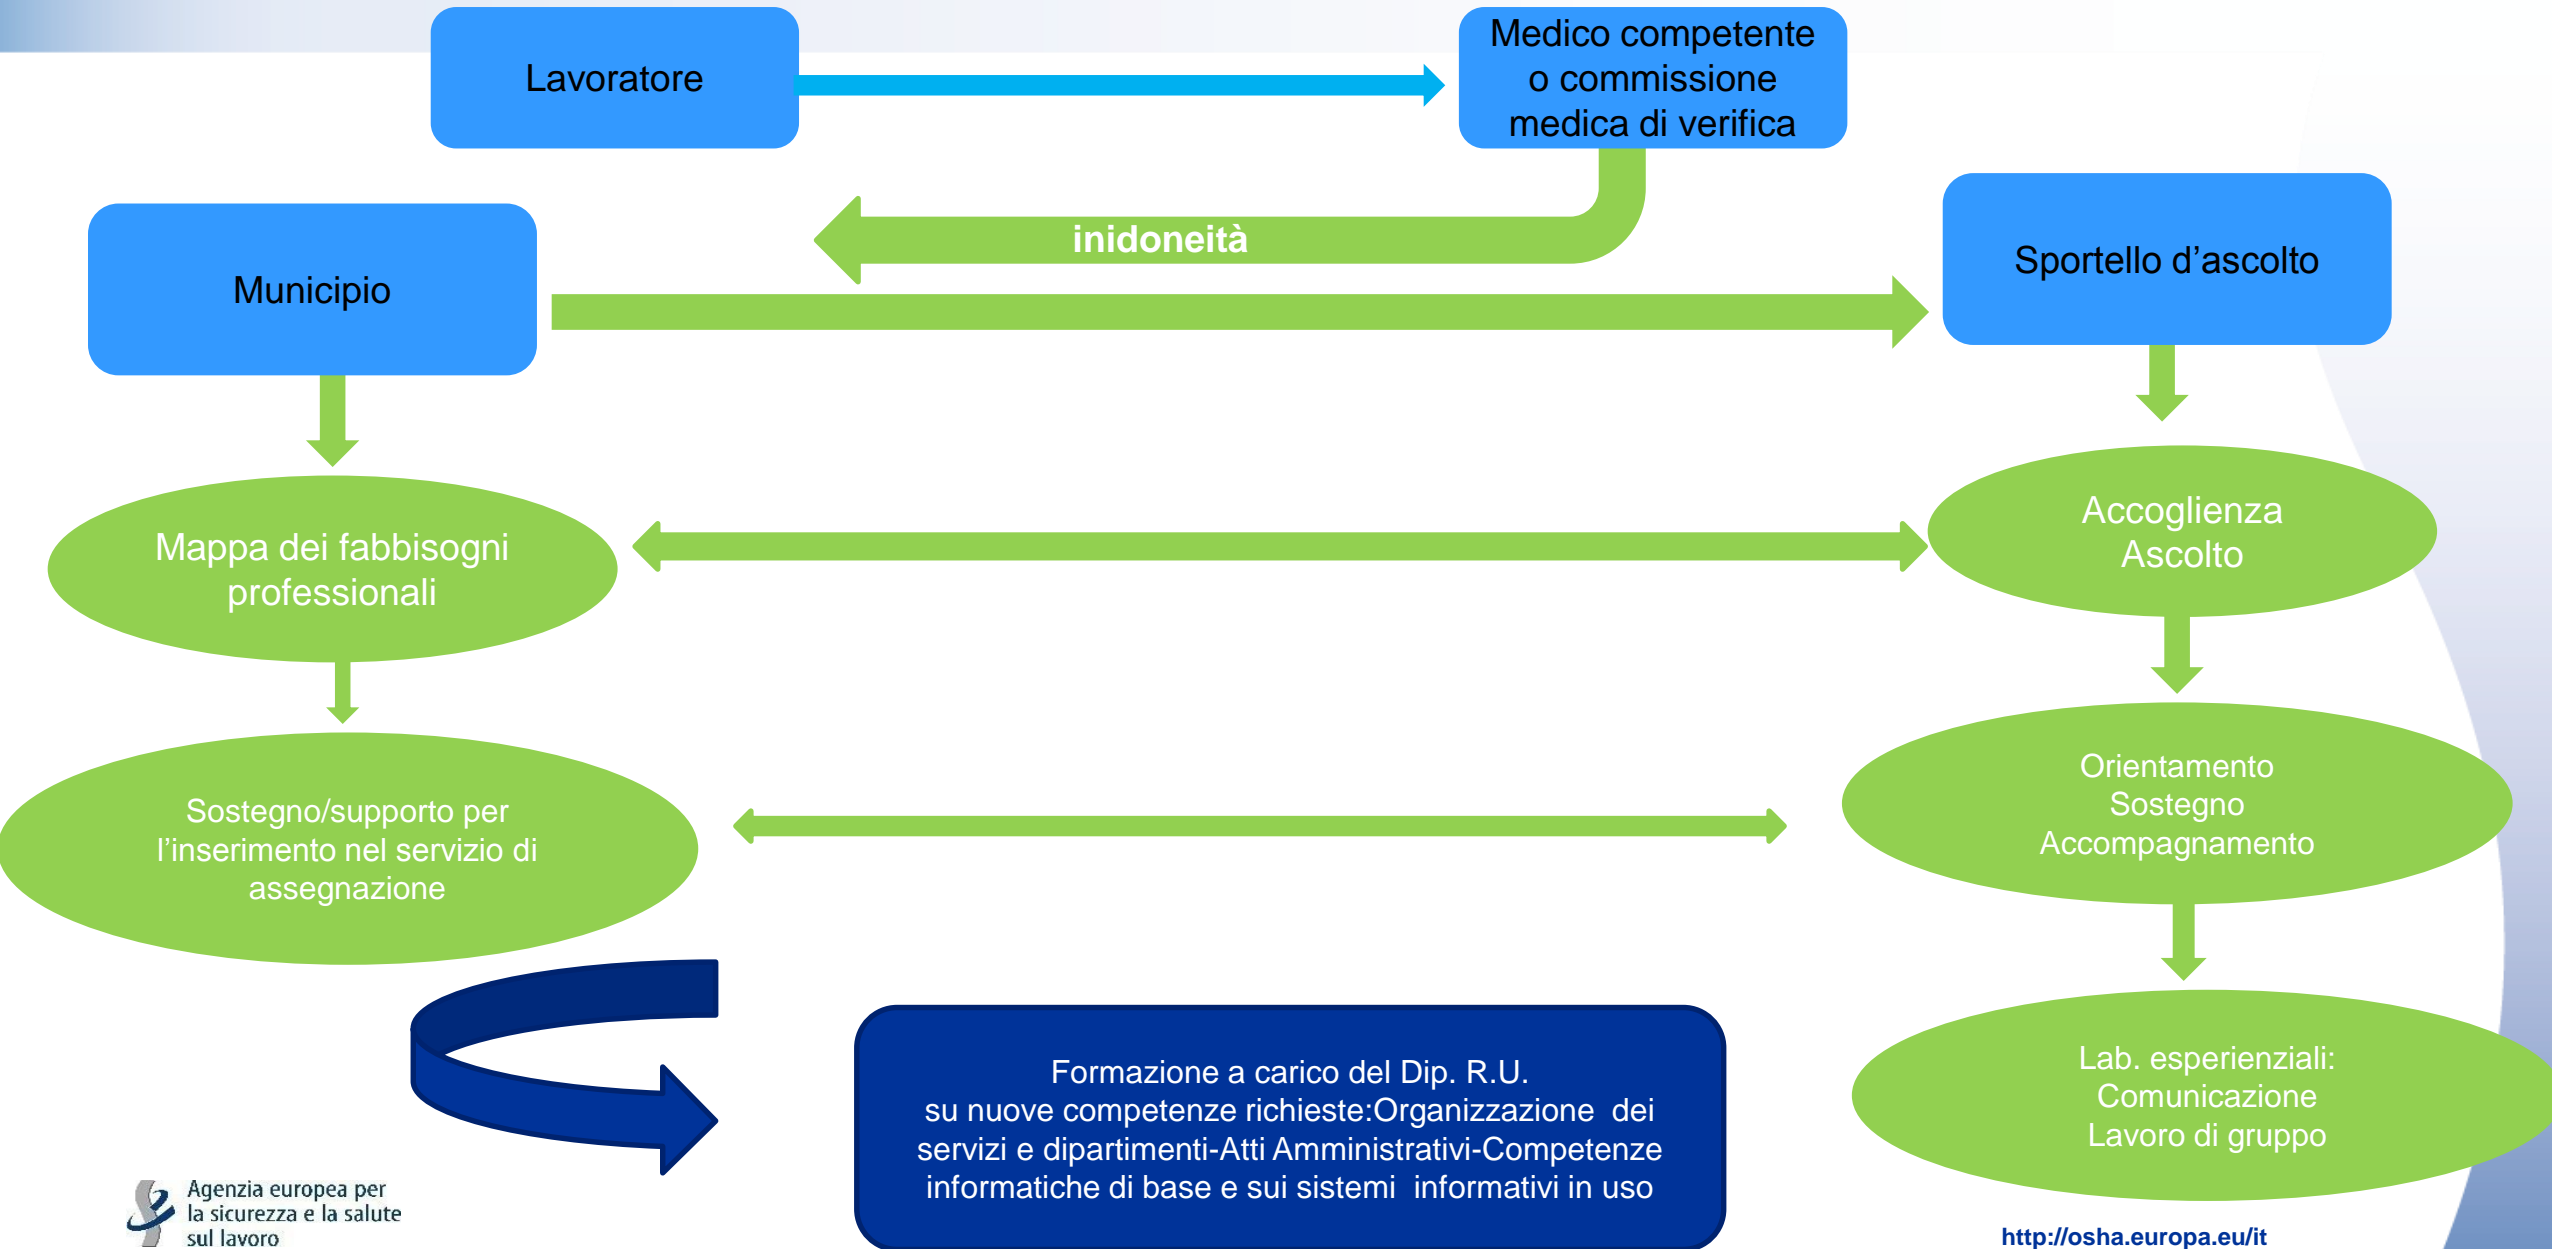 Lavoratore
Medico competente
o commissione
medica di verifica
inidoneità
Municipio
Sportello d’ascolto
Mappa dei fabbisogni
professionali
Accoglienza
Ascolto
Sostegno/supporto per
l’inserimento nel servizio di
assegnazione
Orientamento
Sostegno
Accompagnamento
Formazione a carico del Dip. R.U.
su nuove competenze richieste:Organizzazione  dei
servizi e dipartimenti-Atti Amministrativi-Competenze
informatiche di base e sui sistemi  informativi in uso
Lab. esperienziali:
Comunicazione
Lavoro di gruppo
Agenzia europea per
la sicurezza e la salute
sul lavoro
http://osha.europa.eu/it